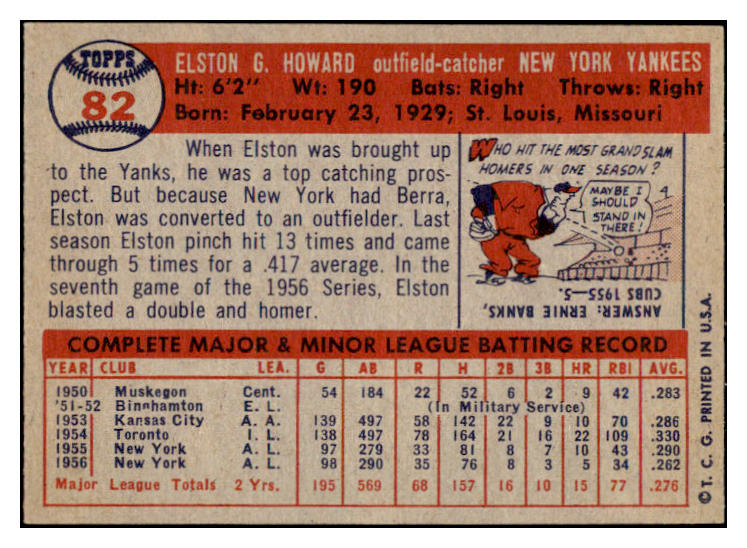 TOPPS
82
ELSTON G. HOWARD outfield-catcher NEW YORK YANKEES
Ht: 6'2" Wt: 190 Bats: Right Throws: Right
Born: February 23, 1929; St. Louis, Missouri
When Elston was brought up
to the Yanks, he was a top catching pros-
pect. But because New York had Berra,
Elston was converted to an outfielder. Last
season Elston pinch hit 13 times and came
through 5 times for a .417 average. In the
seventh game of the 1956 Series, Elston
blasted a double and homer.
WHO HIT THE MOST GRAND SLAM
HOMERS IN ONE SEASON?
MAYBE I
SHOULD
STAND IN
THERE!
ANSWER: ERNIE BANKS,
CUBS 1955—5.
COMPLETE MAJOR & MINOR LEAGUE BATTING RECORD
YEAR CLUB LEA. G AB R H 2B 3B HR RBI AVG.
1950 Muskegon Cent. 54 184 22 52 6 2 9 42 .283
'51-52 Binghamton E. L. (In Military Service)
1953 Kansas City A. A. 139 497 58 142 22 9 10 70 .286
1954 Toronto I. L. 138 497 78 164 21 16 22 109 .330
1955 New York A. L. 97 279 33 81 8 7 10 43 .290
1956 New York A. L. 98 290 35 76 8 3 5 34 .262
Major League Totals 2 Yrs. 195 569 68 157 16 10 15 77 .276
© T. C. G. PRINTED IN U.S.A.